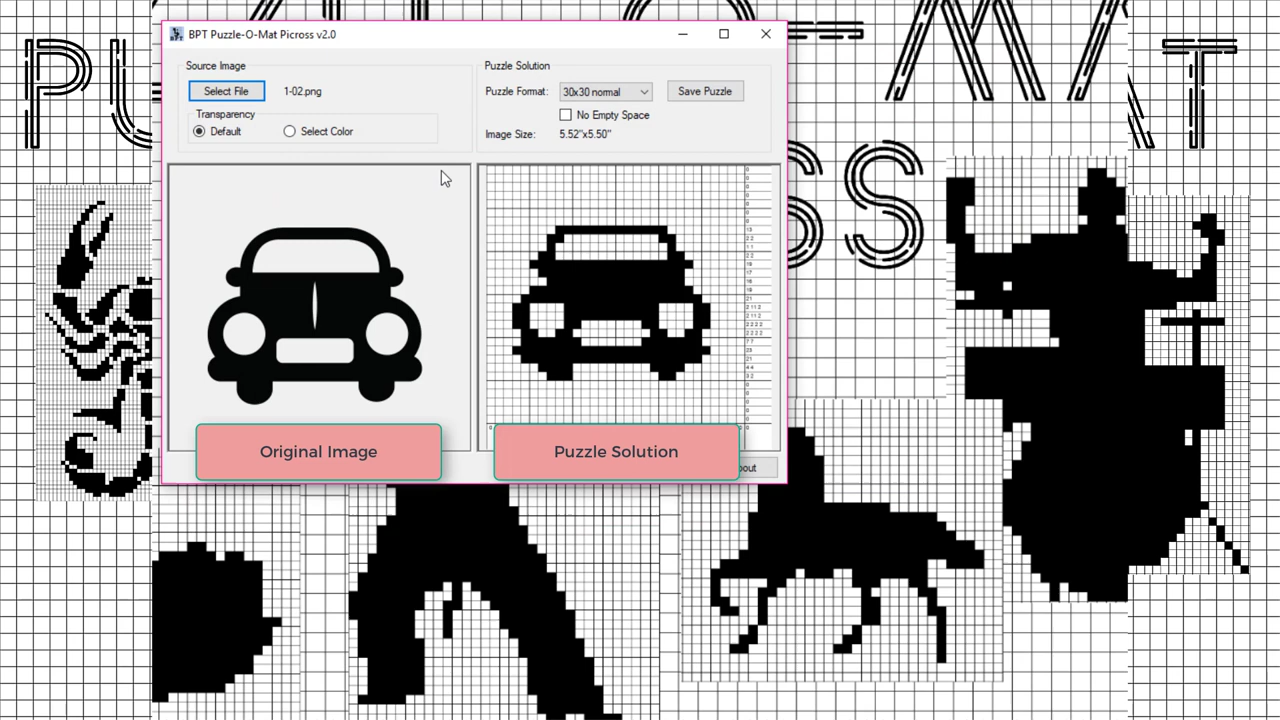 BPT Puzzle-O-Mat Picross v2.0
Source Image
Select File
1-02.png
Transparency
Default
Select Color
Puzzle Solution
Puzzle Format:
30x30 normal
Save Puzzle
No Empty Space
Image Size:
5.52"x5.50"
Original Image
Puzzle Solution